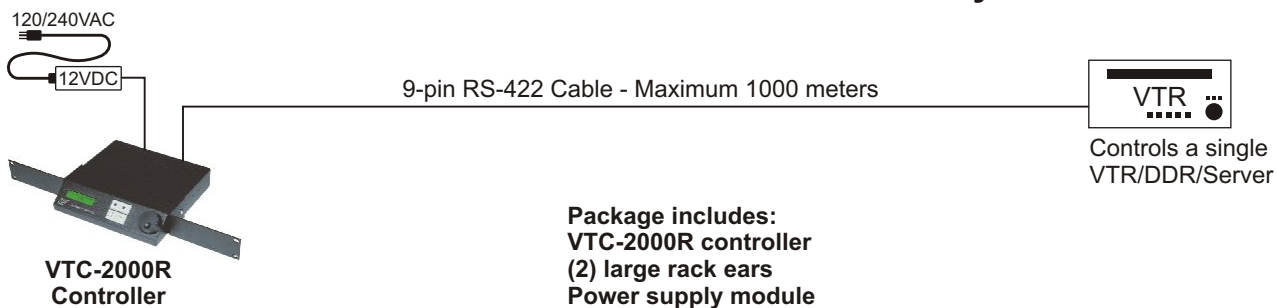 120/240VAC
12VDC
9-pin RS-422 Cable - Maximum 1000 meters
VTR
Controls a single
VTR/DDR/Server
VTC-2000R
Controller
Package includes:
VTC-2000R controller
(2) large rack ears
Power supply module